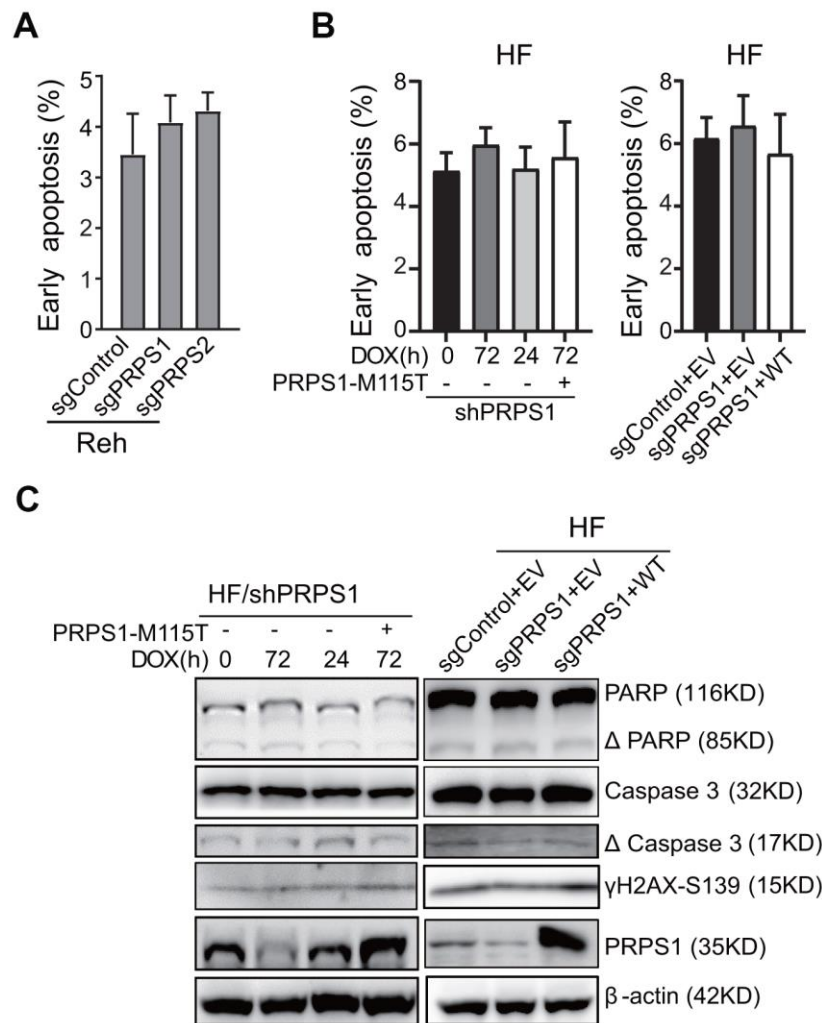 A
Early apoptosis (%)
5
4
3
2
1
0
sgControl
sgPRPS1
sgPRPS2
Reh
B
HF
Early apoptosis (%)
8
6
4
2
0
DOX(h) 0 72 24 72
PRPS1-M115T - - - +
shPRPS1
HF
Early apoptosis (%)
8
6
4
2
0
sgControl+EV
sgPRPS1+EV
sgPRPS1+WT
C
HF/shPRPS1
PRPS1-M115T - - - +
DOX(h) 0 72 24 72
HF
sgControl+EV
sgPRPS1+EV
sgPRPS1+WT
PARP (116KD)
Δ PARP (85KD)
Caspase 3 (32KD)
Δ Caspase 3 (17KD)
γH2AX-S139 (15KD)
PRPS1 (35KD)
β-actin (42KD)